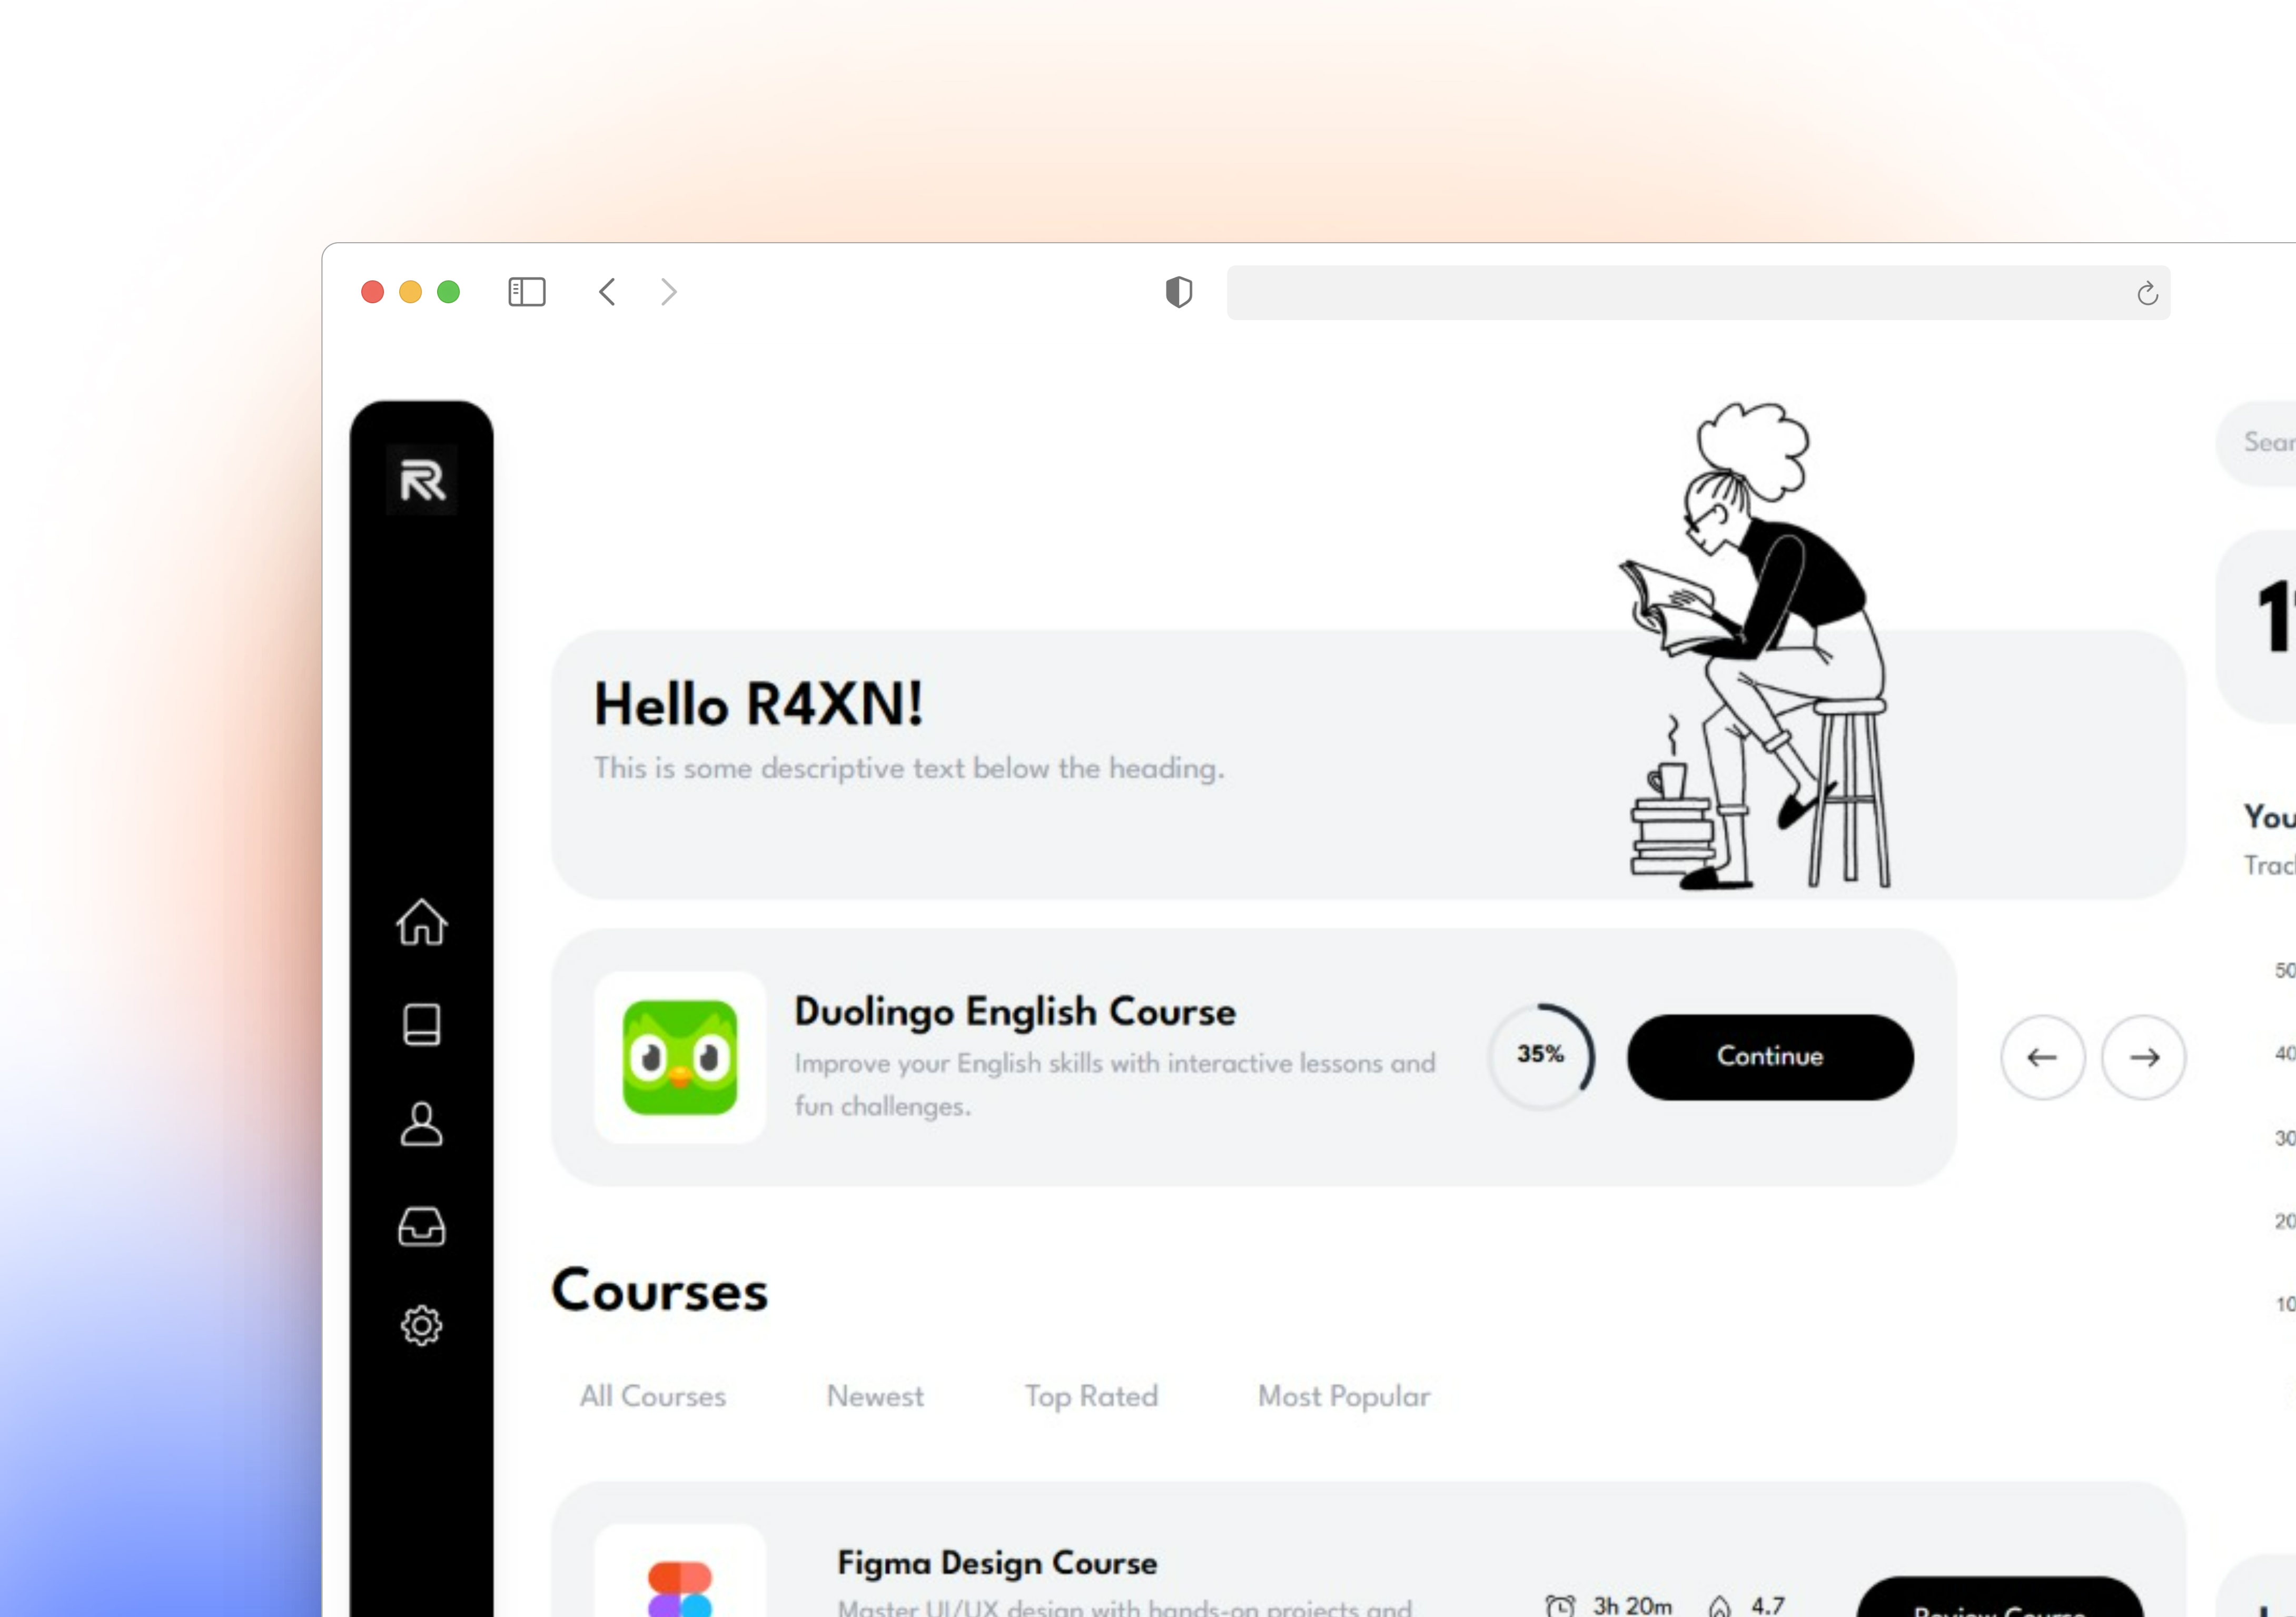 Hello R4XN!
This is some descriptive text below the heading.
Duolingo English Course
Improve your English skills with interactive lessons and
fun challenges.
35%
Continue
Courses
All Courses
Newest
Top Rated
Most Popular
Figma Design Course
Master UI/UX design with hands-on projects and
3h 20m
4.7
Review Course
Sear
You
Trac
50
40
30
20
10